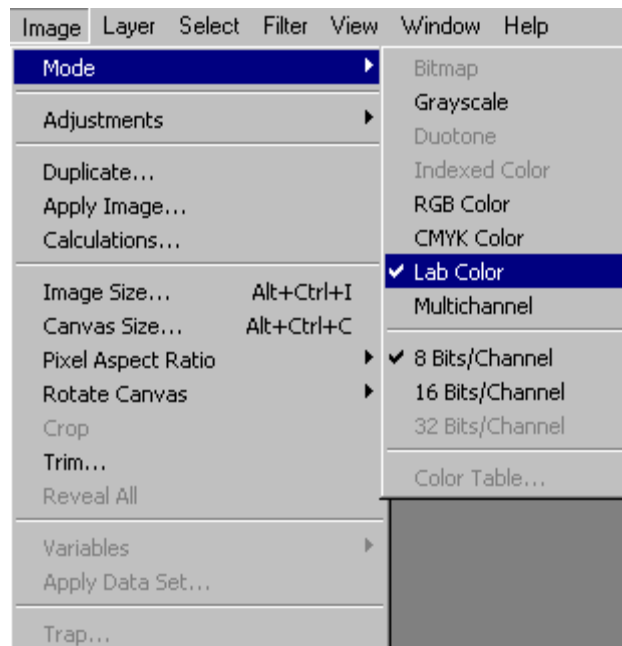 Image Layer Select Filter View Window Help
Mode
Adjustments
Duplicate...
Apply Image...
Calculations...
Image Size... Alt+Ctrl+I
Canvas Size... Alt+Ctrl+C
Pixel Aspect Ratio
Rotate Canvas
Crop
Trim...
Reveal All
Variables
Apply Data Set...
Trap...
Bitmap
Grayscale
Duotone
Indexed Color
RGB Color
CMYK Color
Lab Color
Multichannel
8 Bits/Channel
16 Bits/Channel
32 Bits/Channel
Color Table...